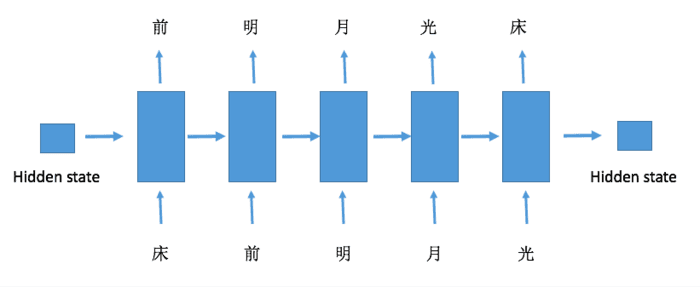 前 明 月 光 床
Hidden state Hidden state
床 前 明 月 光